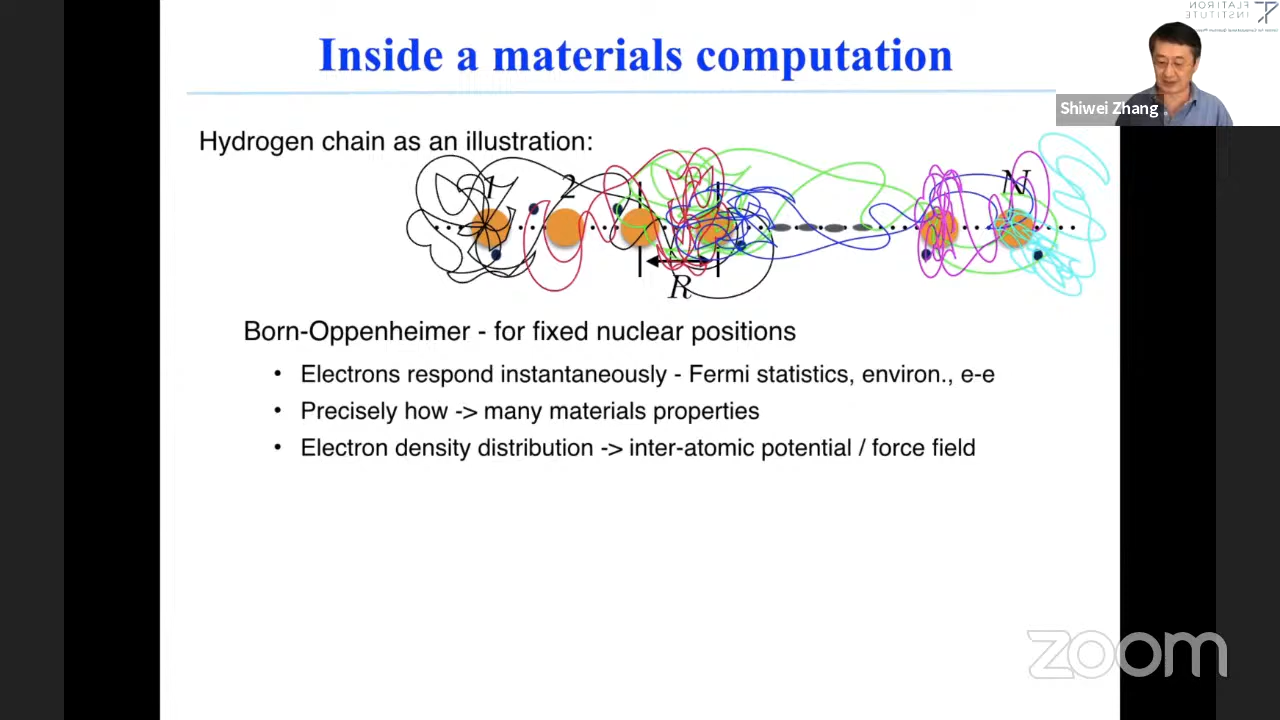 FLATIRON
INSTITUTE
Inside a materials computation
Shiwei Zhang
Hydrogen chain as an illustration:
1 2 N
R
Born-Oppenheimer - for fixed nuclear positions
• Electrons respond instantaneously - Fermi statistics, environ., e-e
• Precisely how -> many materials properties
• Electron density distribution -> inter-atomic potential / force field
zoom